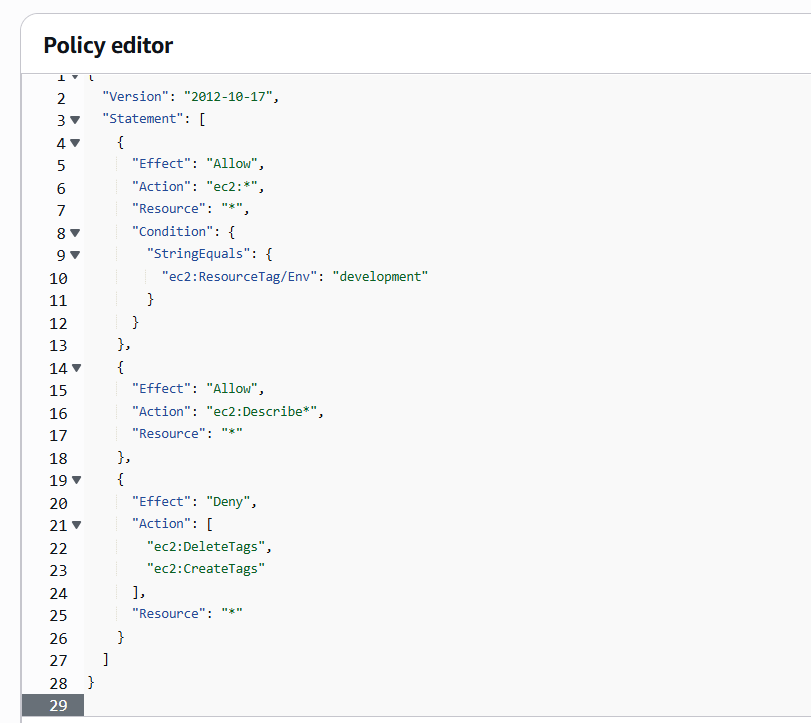 Policy editor
1 {
2 "Version": "2012-10-17",
3 "Statement": [
4 {
5 "Effect": "Allow",
6 "Action": "ec2:*",
7 "Resource": "*",
8 "Condition": {
9 "StringEquals": {
10 "ec2:ResourceTag/Env": "development"
11 }
12 }
13 },
14 {
15 "Effect": "Allow",
16 "Action": "ec2:Describe*",
17 "Resource": "*"
18 },
19 {
20 "Effect": "Deny",
21 "Action": [
22 "ec2:DeleteTags",
23 "ec2:CreateTags"
24 ],
25 "Resource": "*"
26 }
27 ]
28 }
29